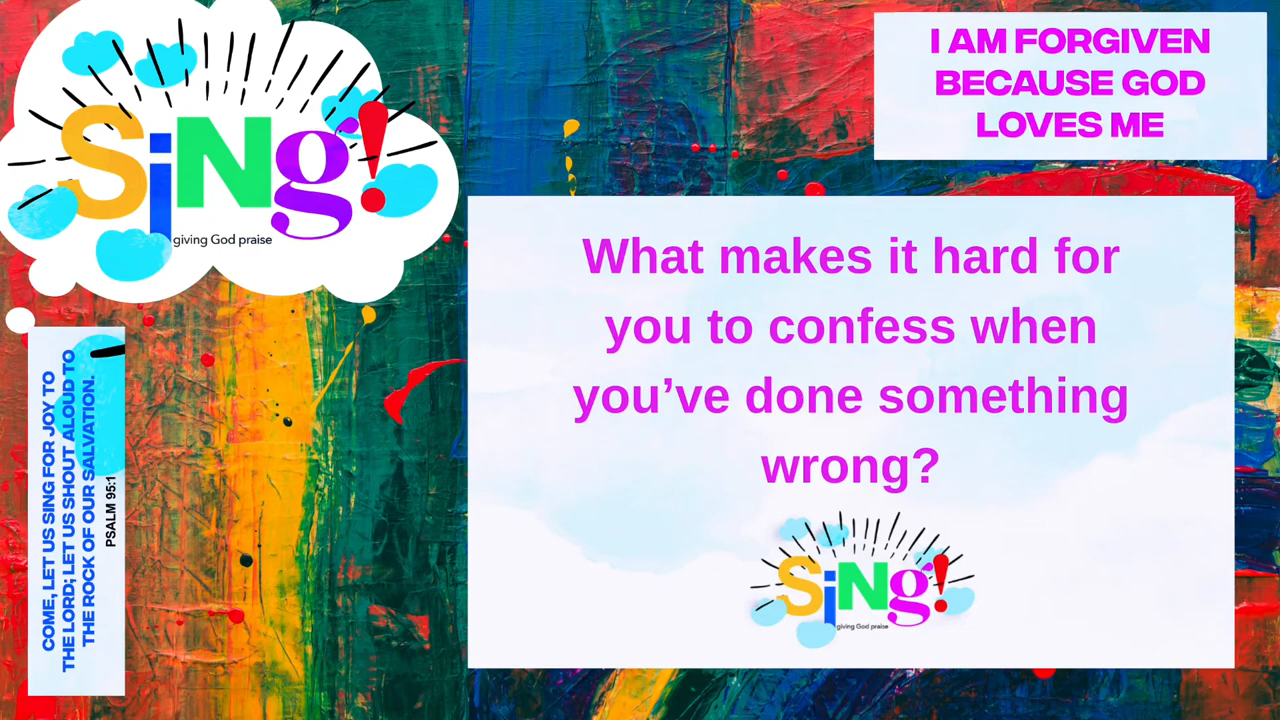 SiNg!
giving God praise
I AM FORGIVEN
BECAUSE GOD
LOVES ME
What makes it hard for
you to confess when
you’ve done something
wrong?
SiNg!
giving God praise
COME, LET US SING FOR JOY TO
THE LORD; LET US SHOUT ALOUD TO
THE ROCK OF OUR SALVATION.
PSALM 95:1